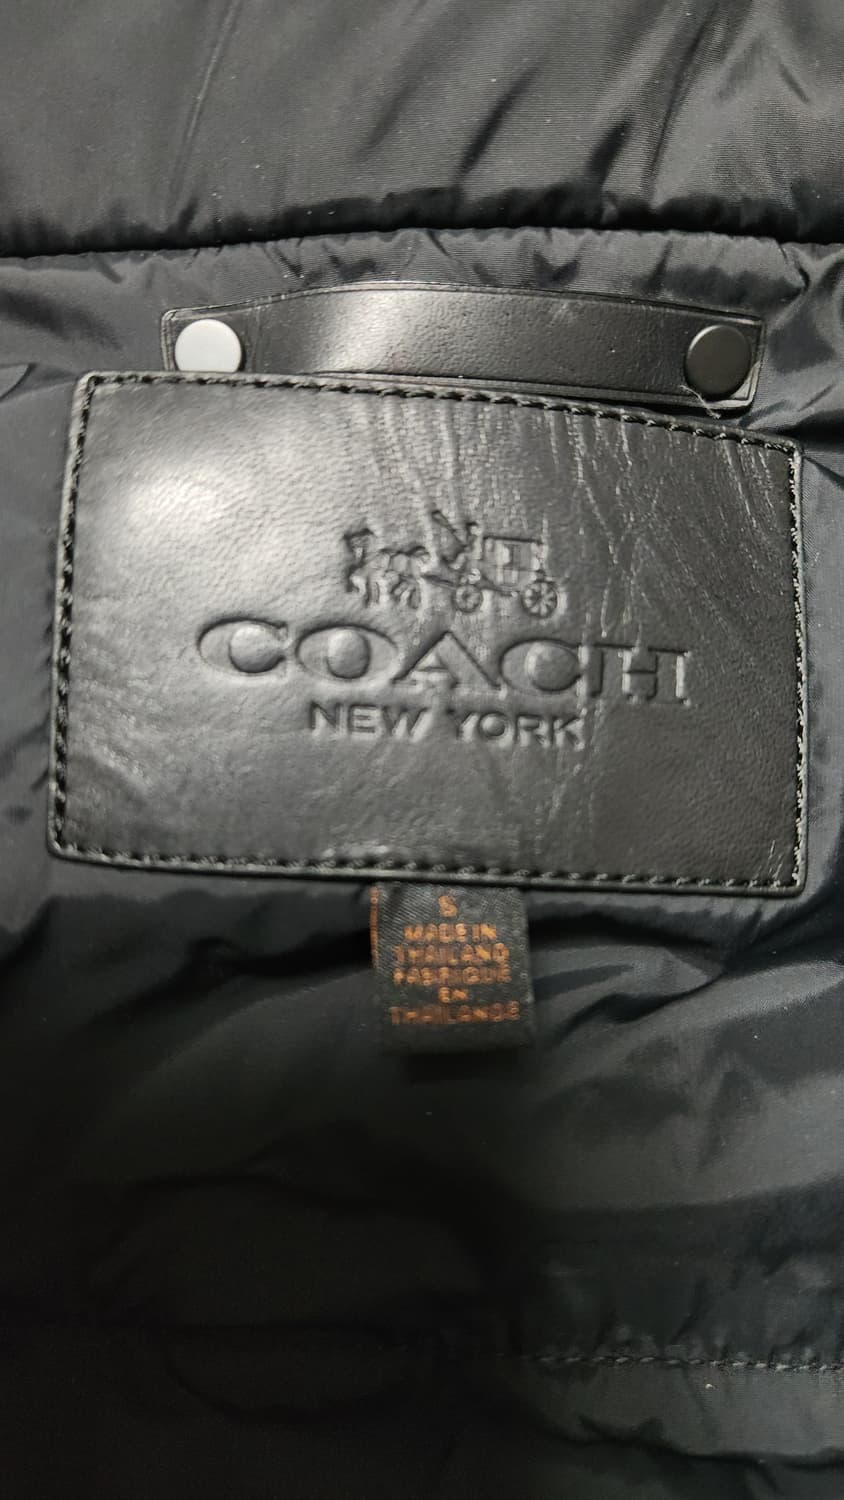 COACH
NEW YORK
S
MADE IN
THAILAND
FABRIQUE
EN
THAILANDE